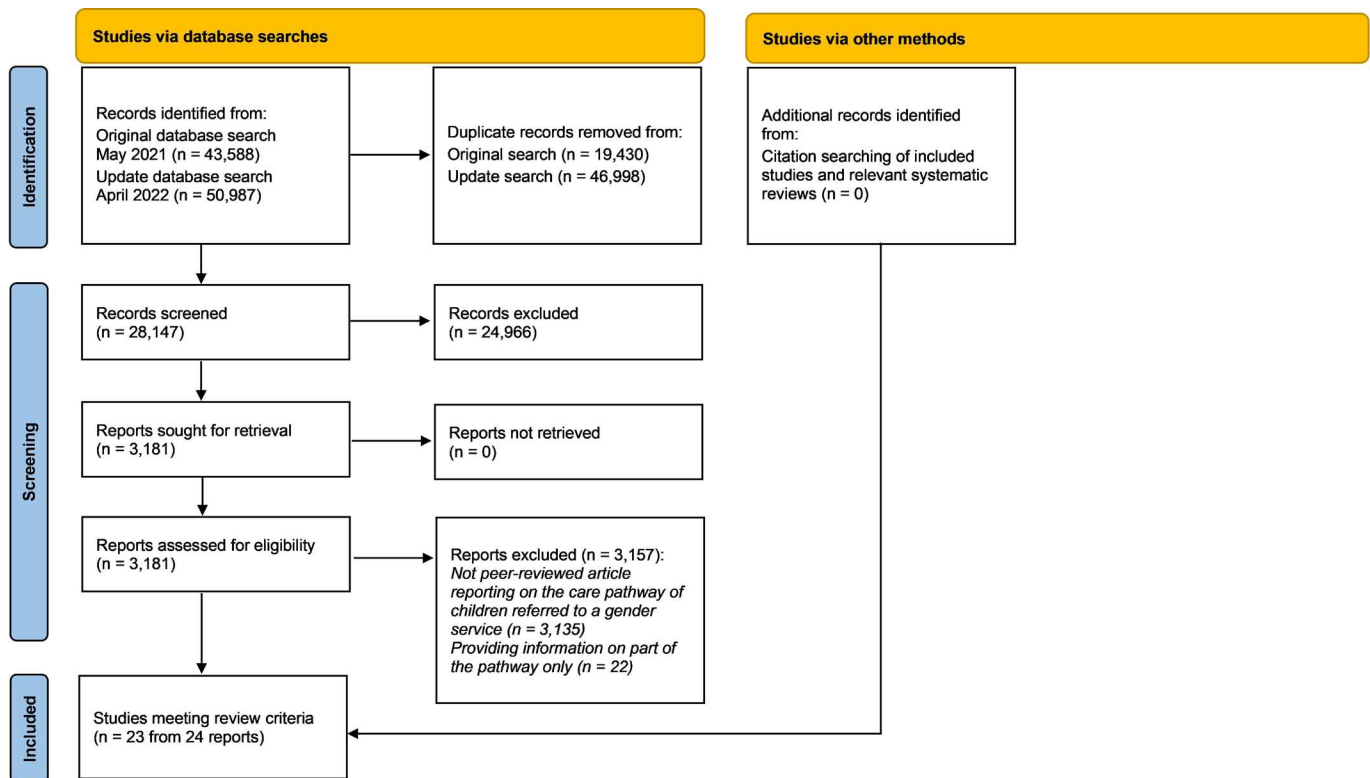 Studies via database searches
Studies via other methods
Identification
Records identified from:
Original database search
May 2021 (n = 43,588)
Update database search
April 2022 (n = 50,987)
Duplicate records removed from:
Original search (n = 19,430)
Update search (n = 46,998)
Additional records identified
from:
Citation searching of included
studies and relevant systematic
reviews (n = 0)
Screening
Records screened
(n = 28,147)
Records excluded
(n = 24,966)
Reports sought for retrieval
(n = 3,181)
Reports not retrieved
(n = 0)
Reports assessed for eligibility
(n = 3,181)
Reports excluded (n = 3,157):
Not peer-reviewed article
reporting on the care pathway of
children referred to a gender
service (n = 3,135)
Providing information on part of
the pathway only (n = 22)
Included
Studies meeting review criteria
(n = 23 from 24 reports)